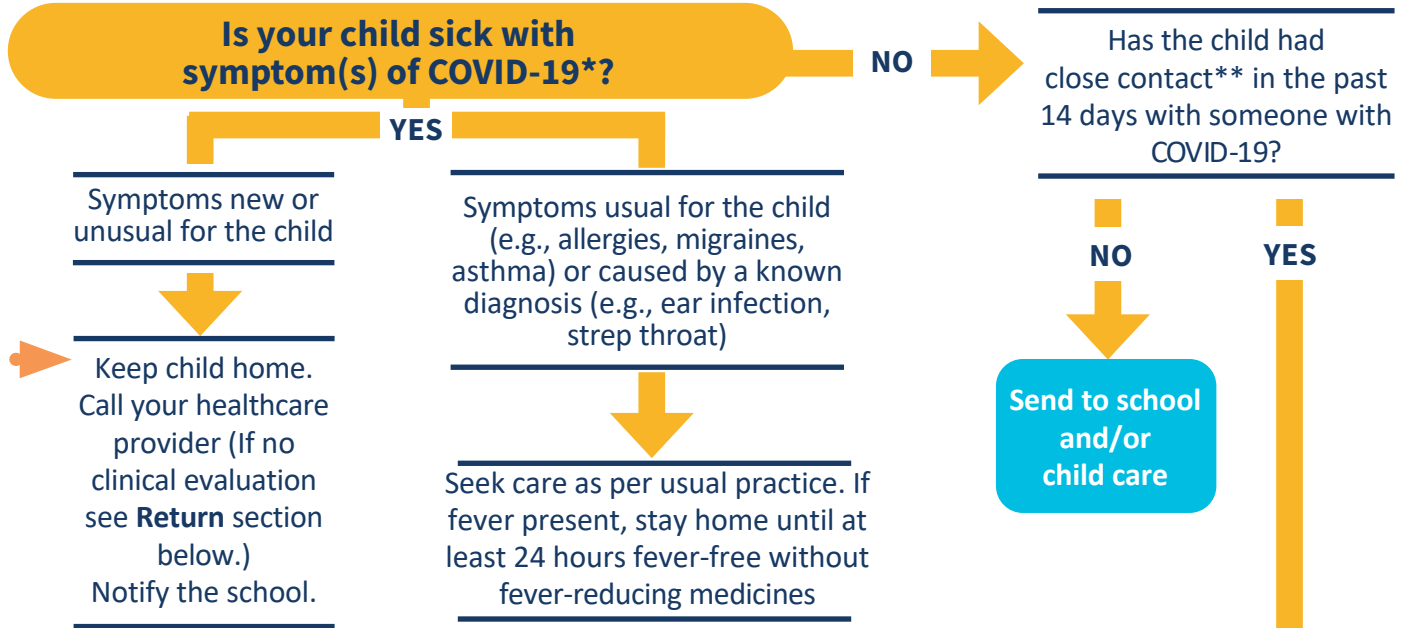 Is your child sick with
symptom(s) of COVID-19*?
NO
Has the child had
close contact** in the past
14 days with someone with
COVID-19?
YES
Symptoms new or
unusual for the child
Symptoms usual for the child
(e.g., allergies, migraines,
asthma) or caused by a known
diagnosis (e.g., ear infection,
strep throat)
NO
YES
Keep child home.
Call your healthcare
provider (If no
clinical evaluation
see Return section
below.)
Notify the school.
Seek care as per usual practice. If
fever present, stay home until at
least 24 hours fever-free without
fever-reducing medicines
Send to school
and/or
child care